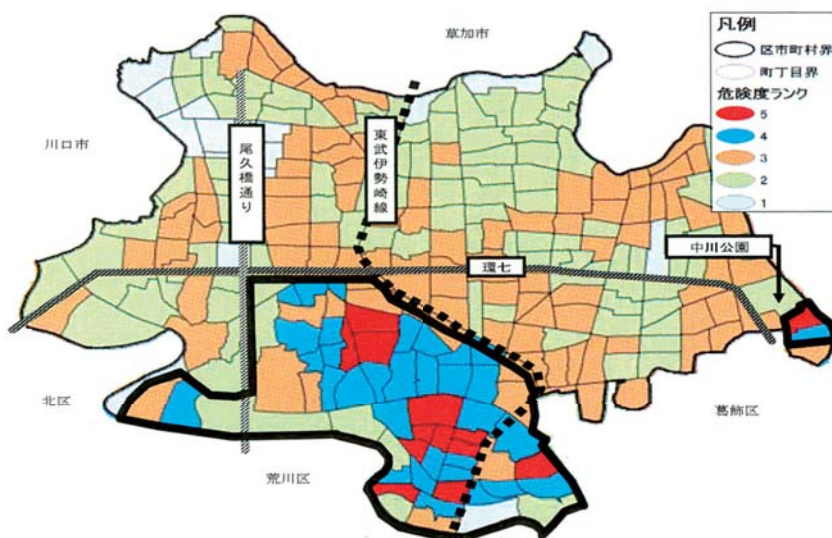 草加市
川口市
尾久橋通り
東武伊勢崎線
環七
中川公園
北区
荒川区
葛飾区
凡例
区市町村界
町丁目界
危険度ランク
5
4
3
2
1